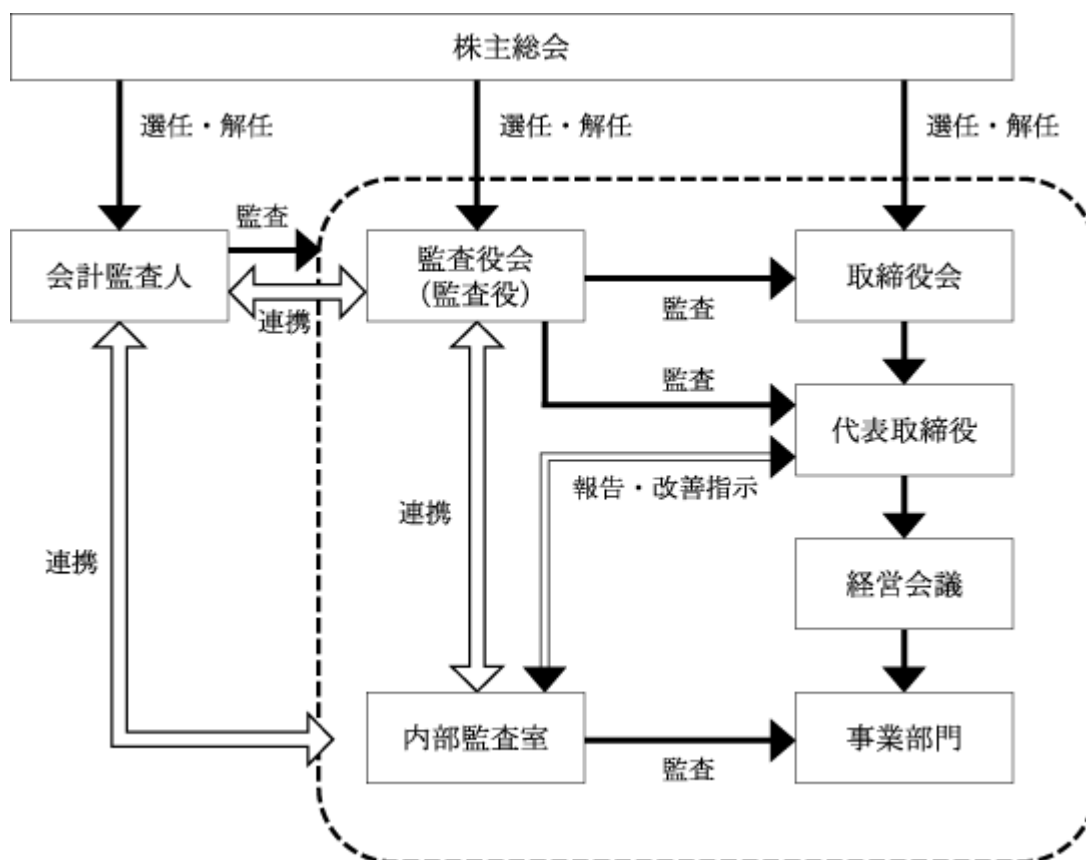 株主総会
選任・解任
選任・解任
選任・解任
監査
会計監査人
監査役会
(監査役)
取締役会
連携
監査
監査
代表取締役
報告・改善指示
連携
連携
経営会議
内部監査室
事業部門
監査